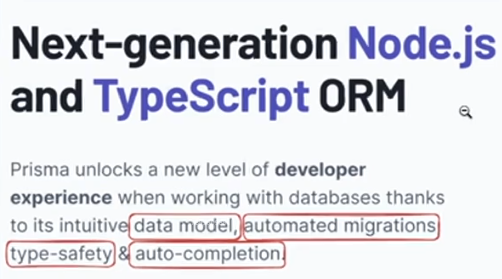 Next-generation Node.js
and TypeScript ORM
Prisma unlocks a new level of developer
experience when working with databases thanks
to its intuitive data model, automated migrations
type-safety & auto-completion.